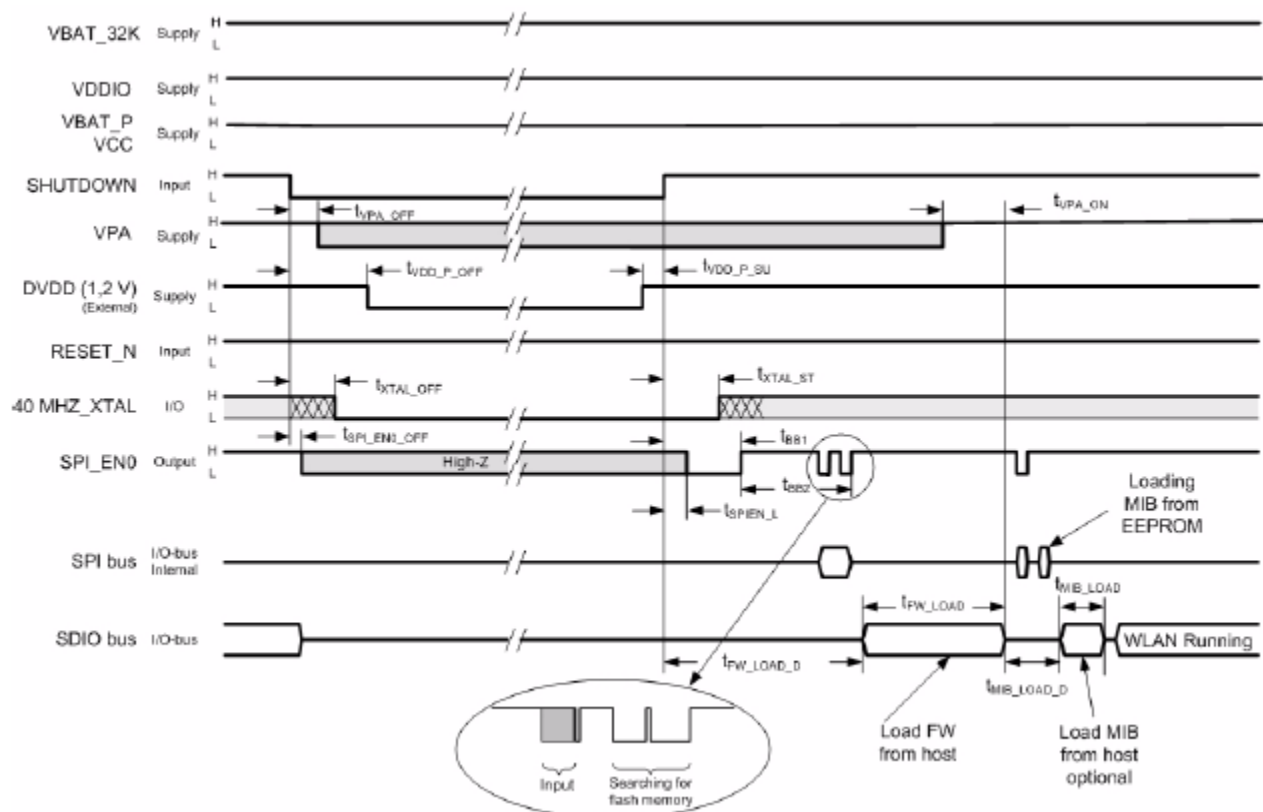 VBAT_32K Supply H L
VDDIO Supply H L
VBAT_P VCC Supply H L
SHUTDOWN Input H L
tVPA_OFF
tVPA_ON
VPA Supply H L
tVDD_P_OFF
tVDD_P_SU
DVDD (1,2 V) (External) Supply H L
RESET_N Input H L
tXTAL_OFF
tXTAL_ST
40 MHZ_XTAL I/O H L
tSPI_EN0_OFF
tBB1
SPI_EN0 Output H L
High-Z
tBB2
tSPIEN_L
Loading
MIB from
EEPROM
SPI bus I/O-bus Internal
tFW_LOAD
tMIB_LOAD
SDIO bus I/O-bus
WLAN Running
tFW_LOAD_D
tMIB_LOAD_D
Load FW
from host
Load MIB
from host
optional
Input
Searching for
flash memory